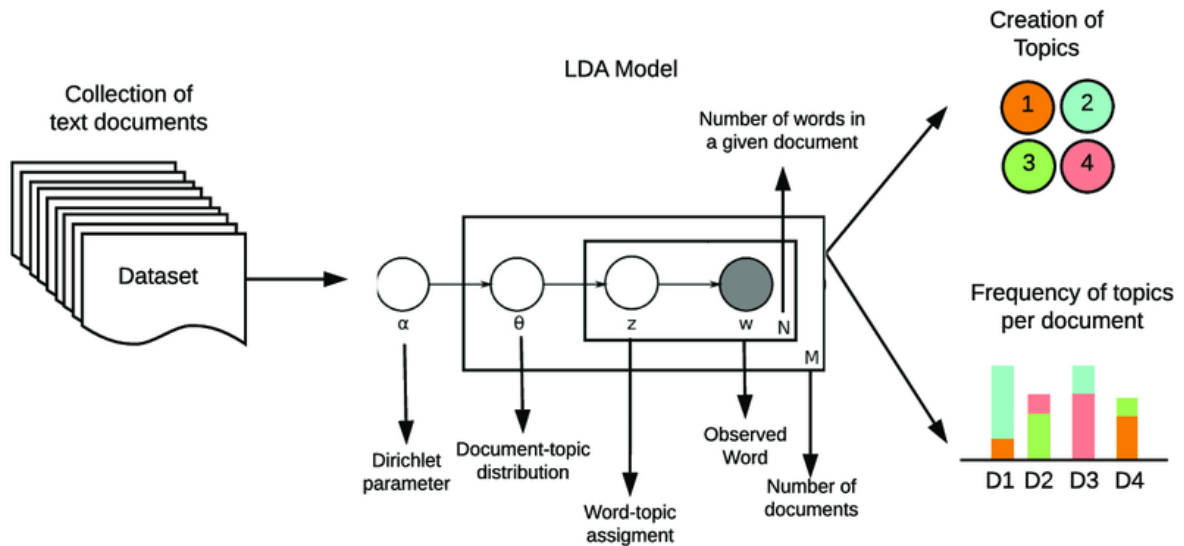 Collection of
text documents
Dataset
LDA Model
Number of words in
a given document
α
θ
z
w
N
M
Dirichlet
parameter
Document-topic
distribution
Word-topic
assigment
Observed
Word
Number of
documents
Creation of
Topics
1
2
3
4
Frequency of topics
per document
D1 D2 D3 D4